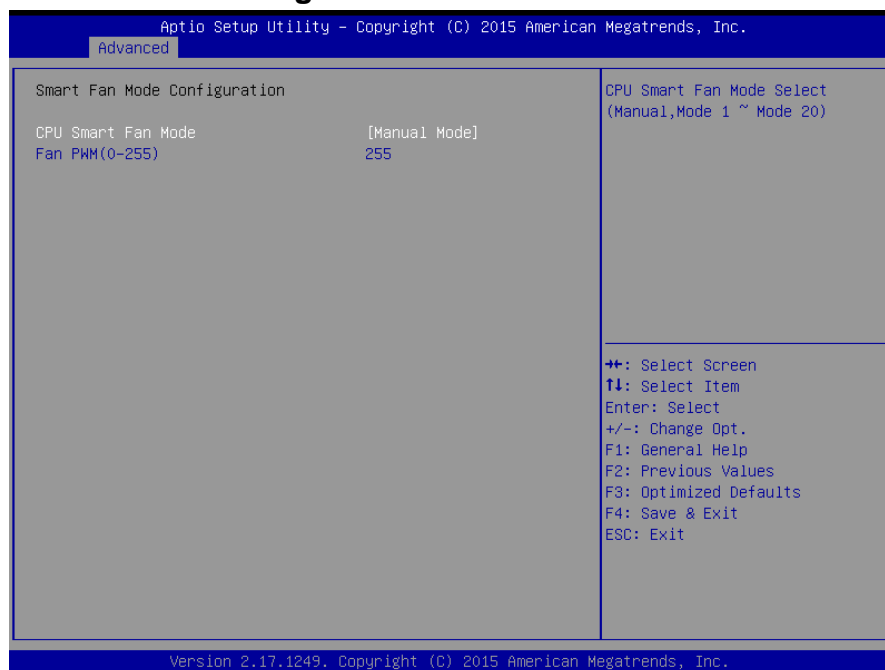 Aptio Setup Utility – Copyright (C) 2015 American Megatrends, Inc.
Advanced
Smart Fan Mode Configuration
CPU Smart Fan Mode [Manual Mode]
Fan PWM(0-255) 255
CPU Smart Fan Mode Select
(Manual,Mode 1 ~ Mode 20)
→←: Select Screen
↑↓: Select Item
Enter: Select
+/-: Change Opt.
F1: General Help
F2: Previous Values
F3: Optimized Defaults
F4: Save & Exit
ESC: Exit
Version 2.17.1249. Copyright (C) 2015 American Megatrends, Inc.